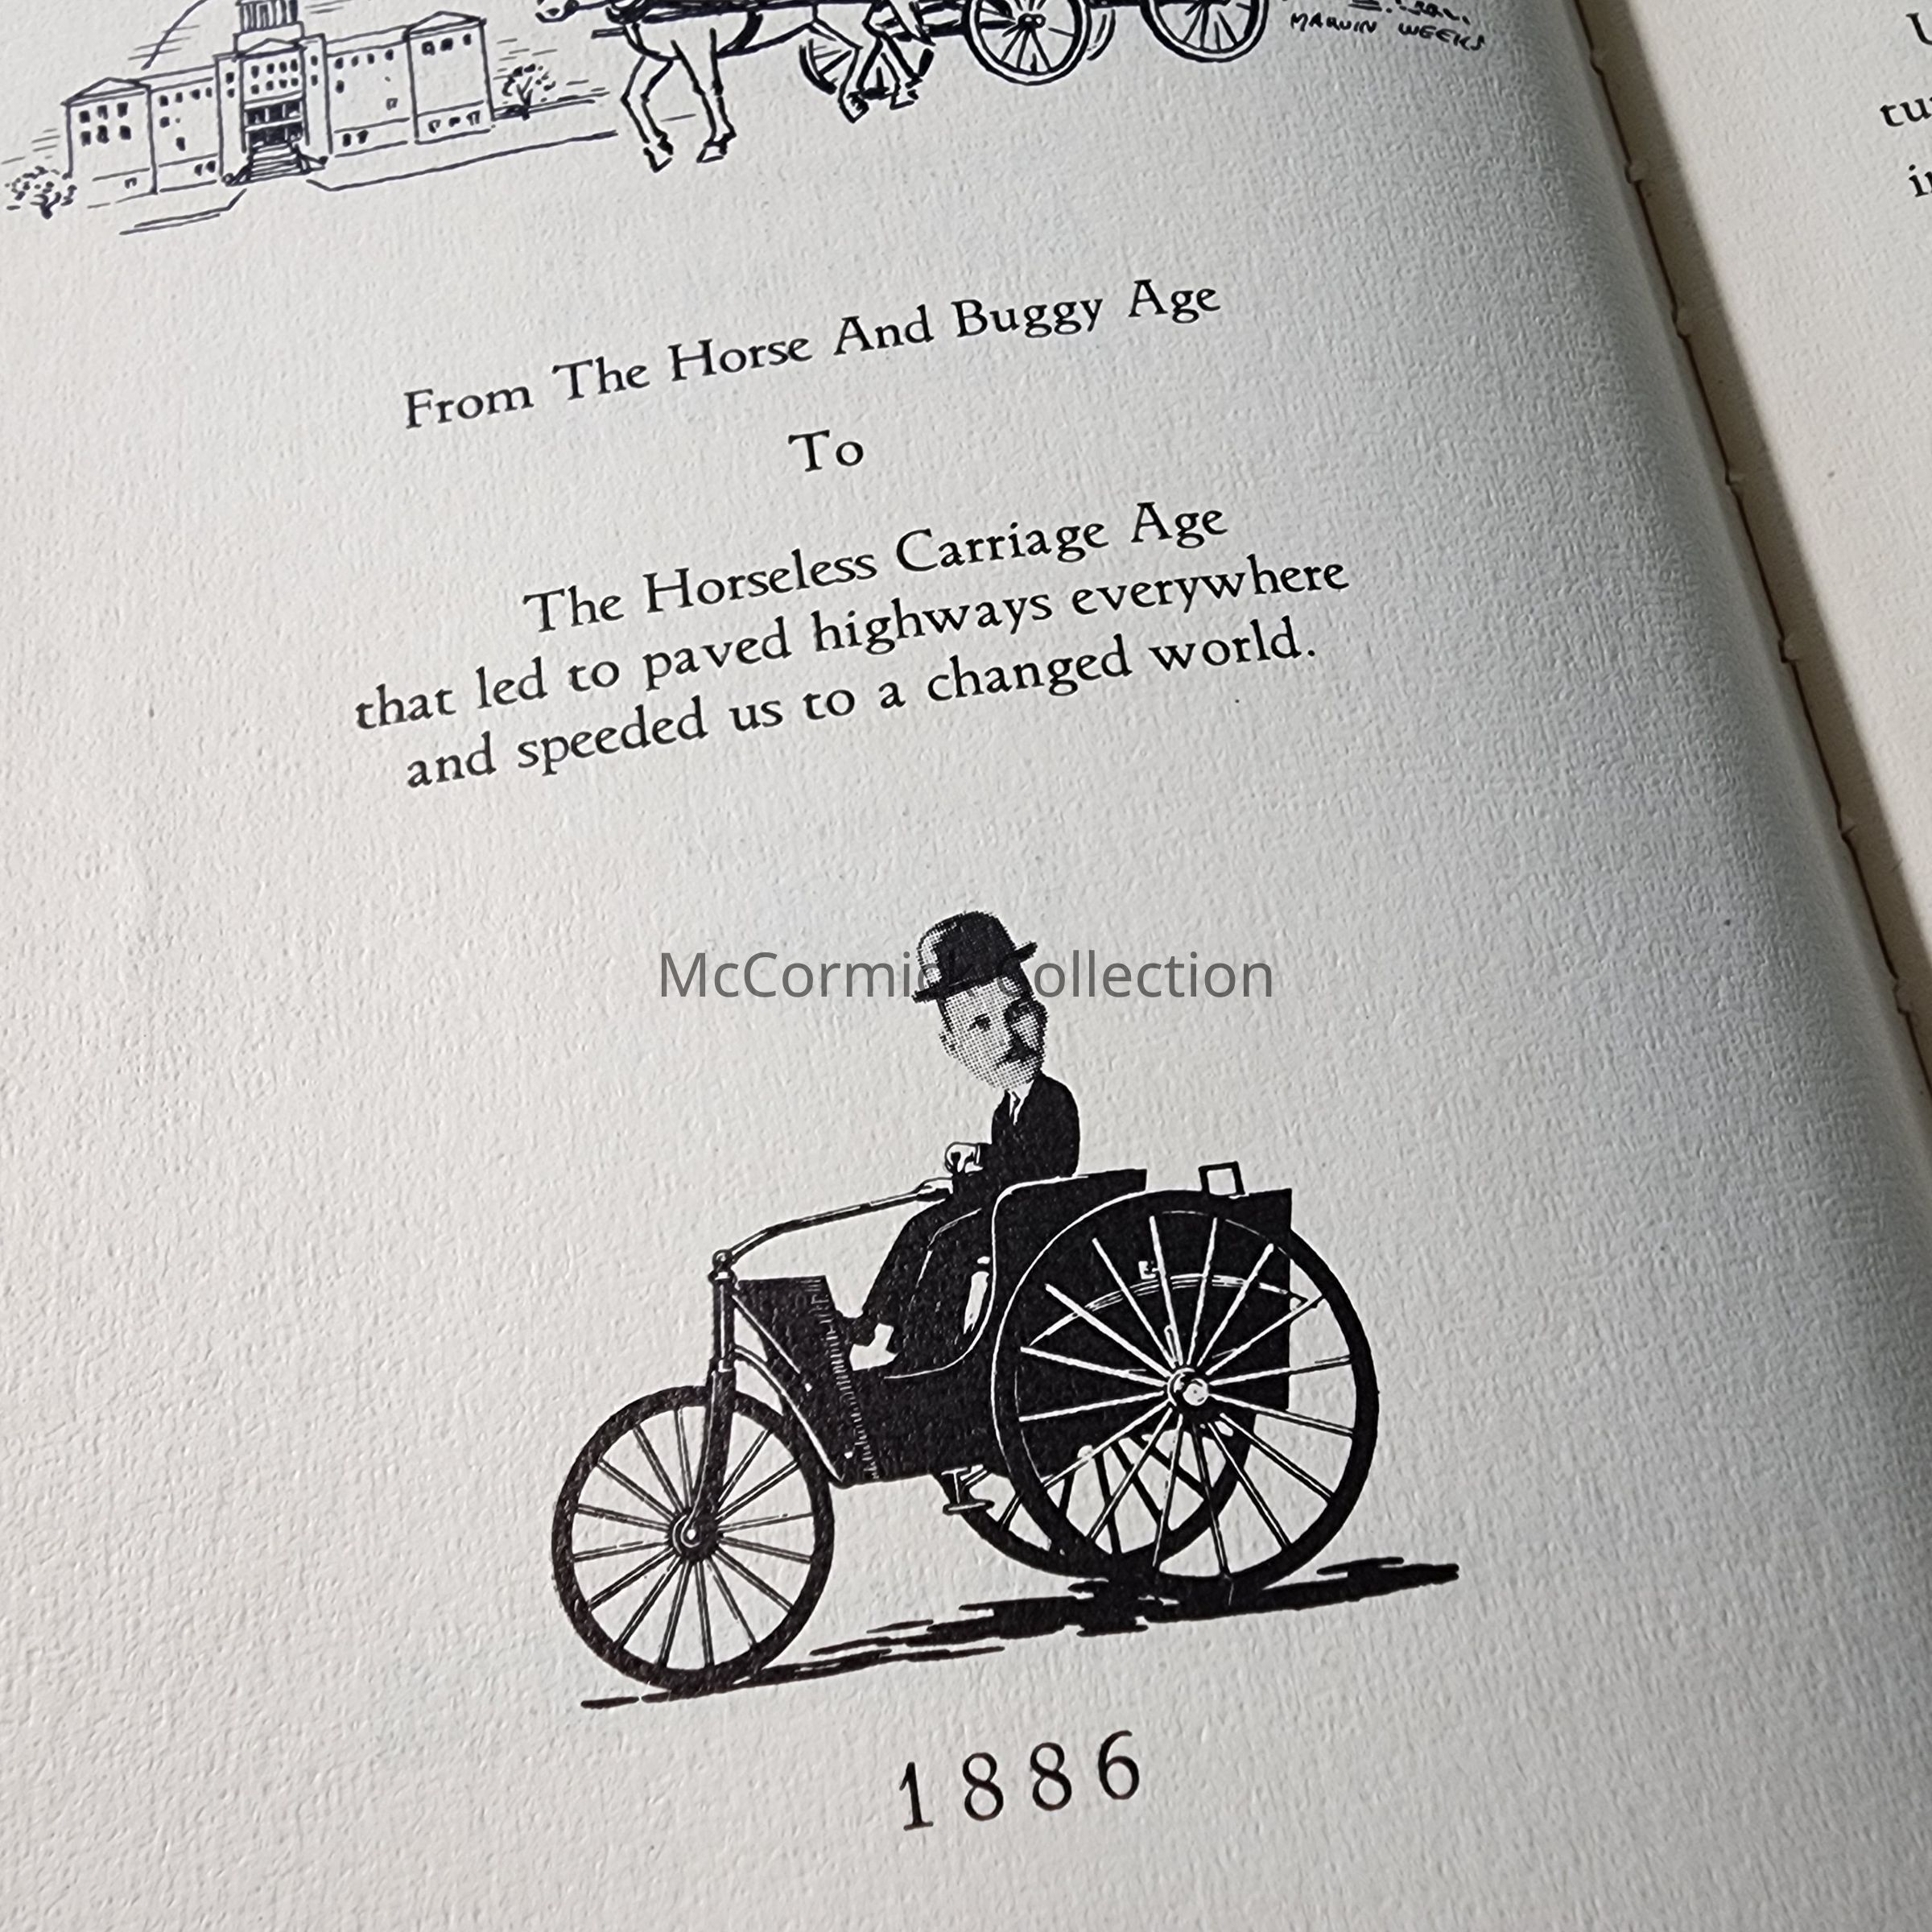 MARVIN WEEKS
From The Horse And Buggy Age
To
The Horseless Carriage Age
that led to paved highways everywhere
and speeded us to a changed world.
McCormick Collection
1886